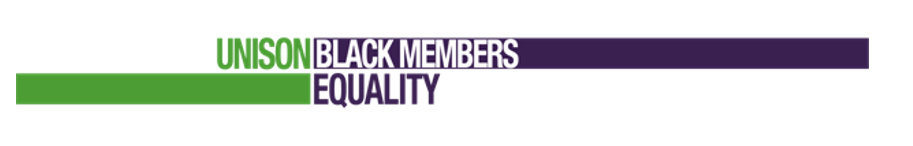 UNISON BLACK MEMBERS
EQUALITY